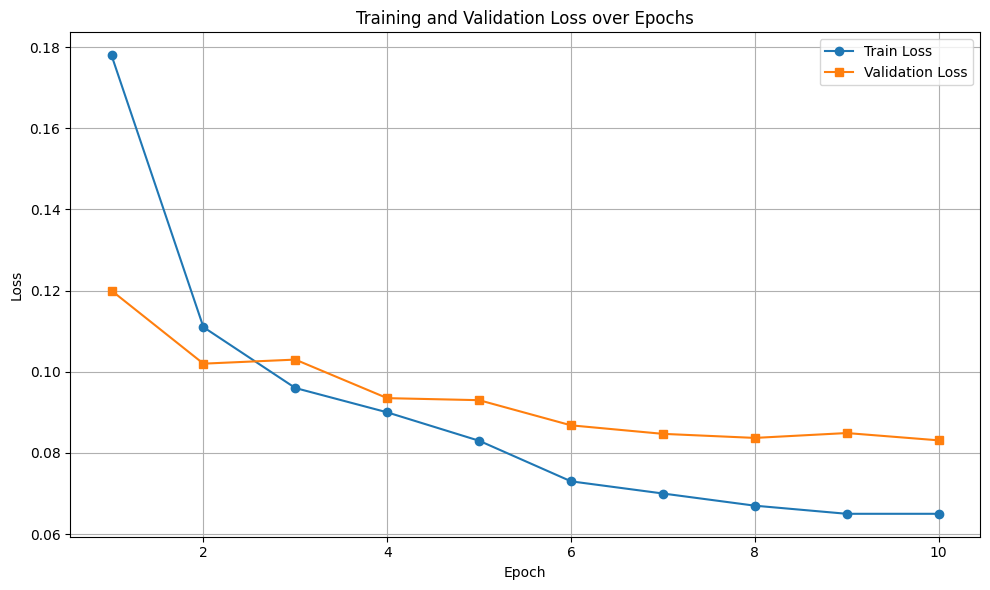 Training and Validation Loss over Epochs
Train Loss
Validation Loss
0.18
0.16
0.14
0.12
0.10
0.08
0.06
Loss
2 4 6 8 10
Epoch